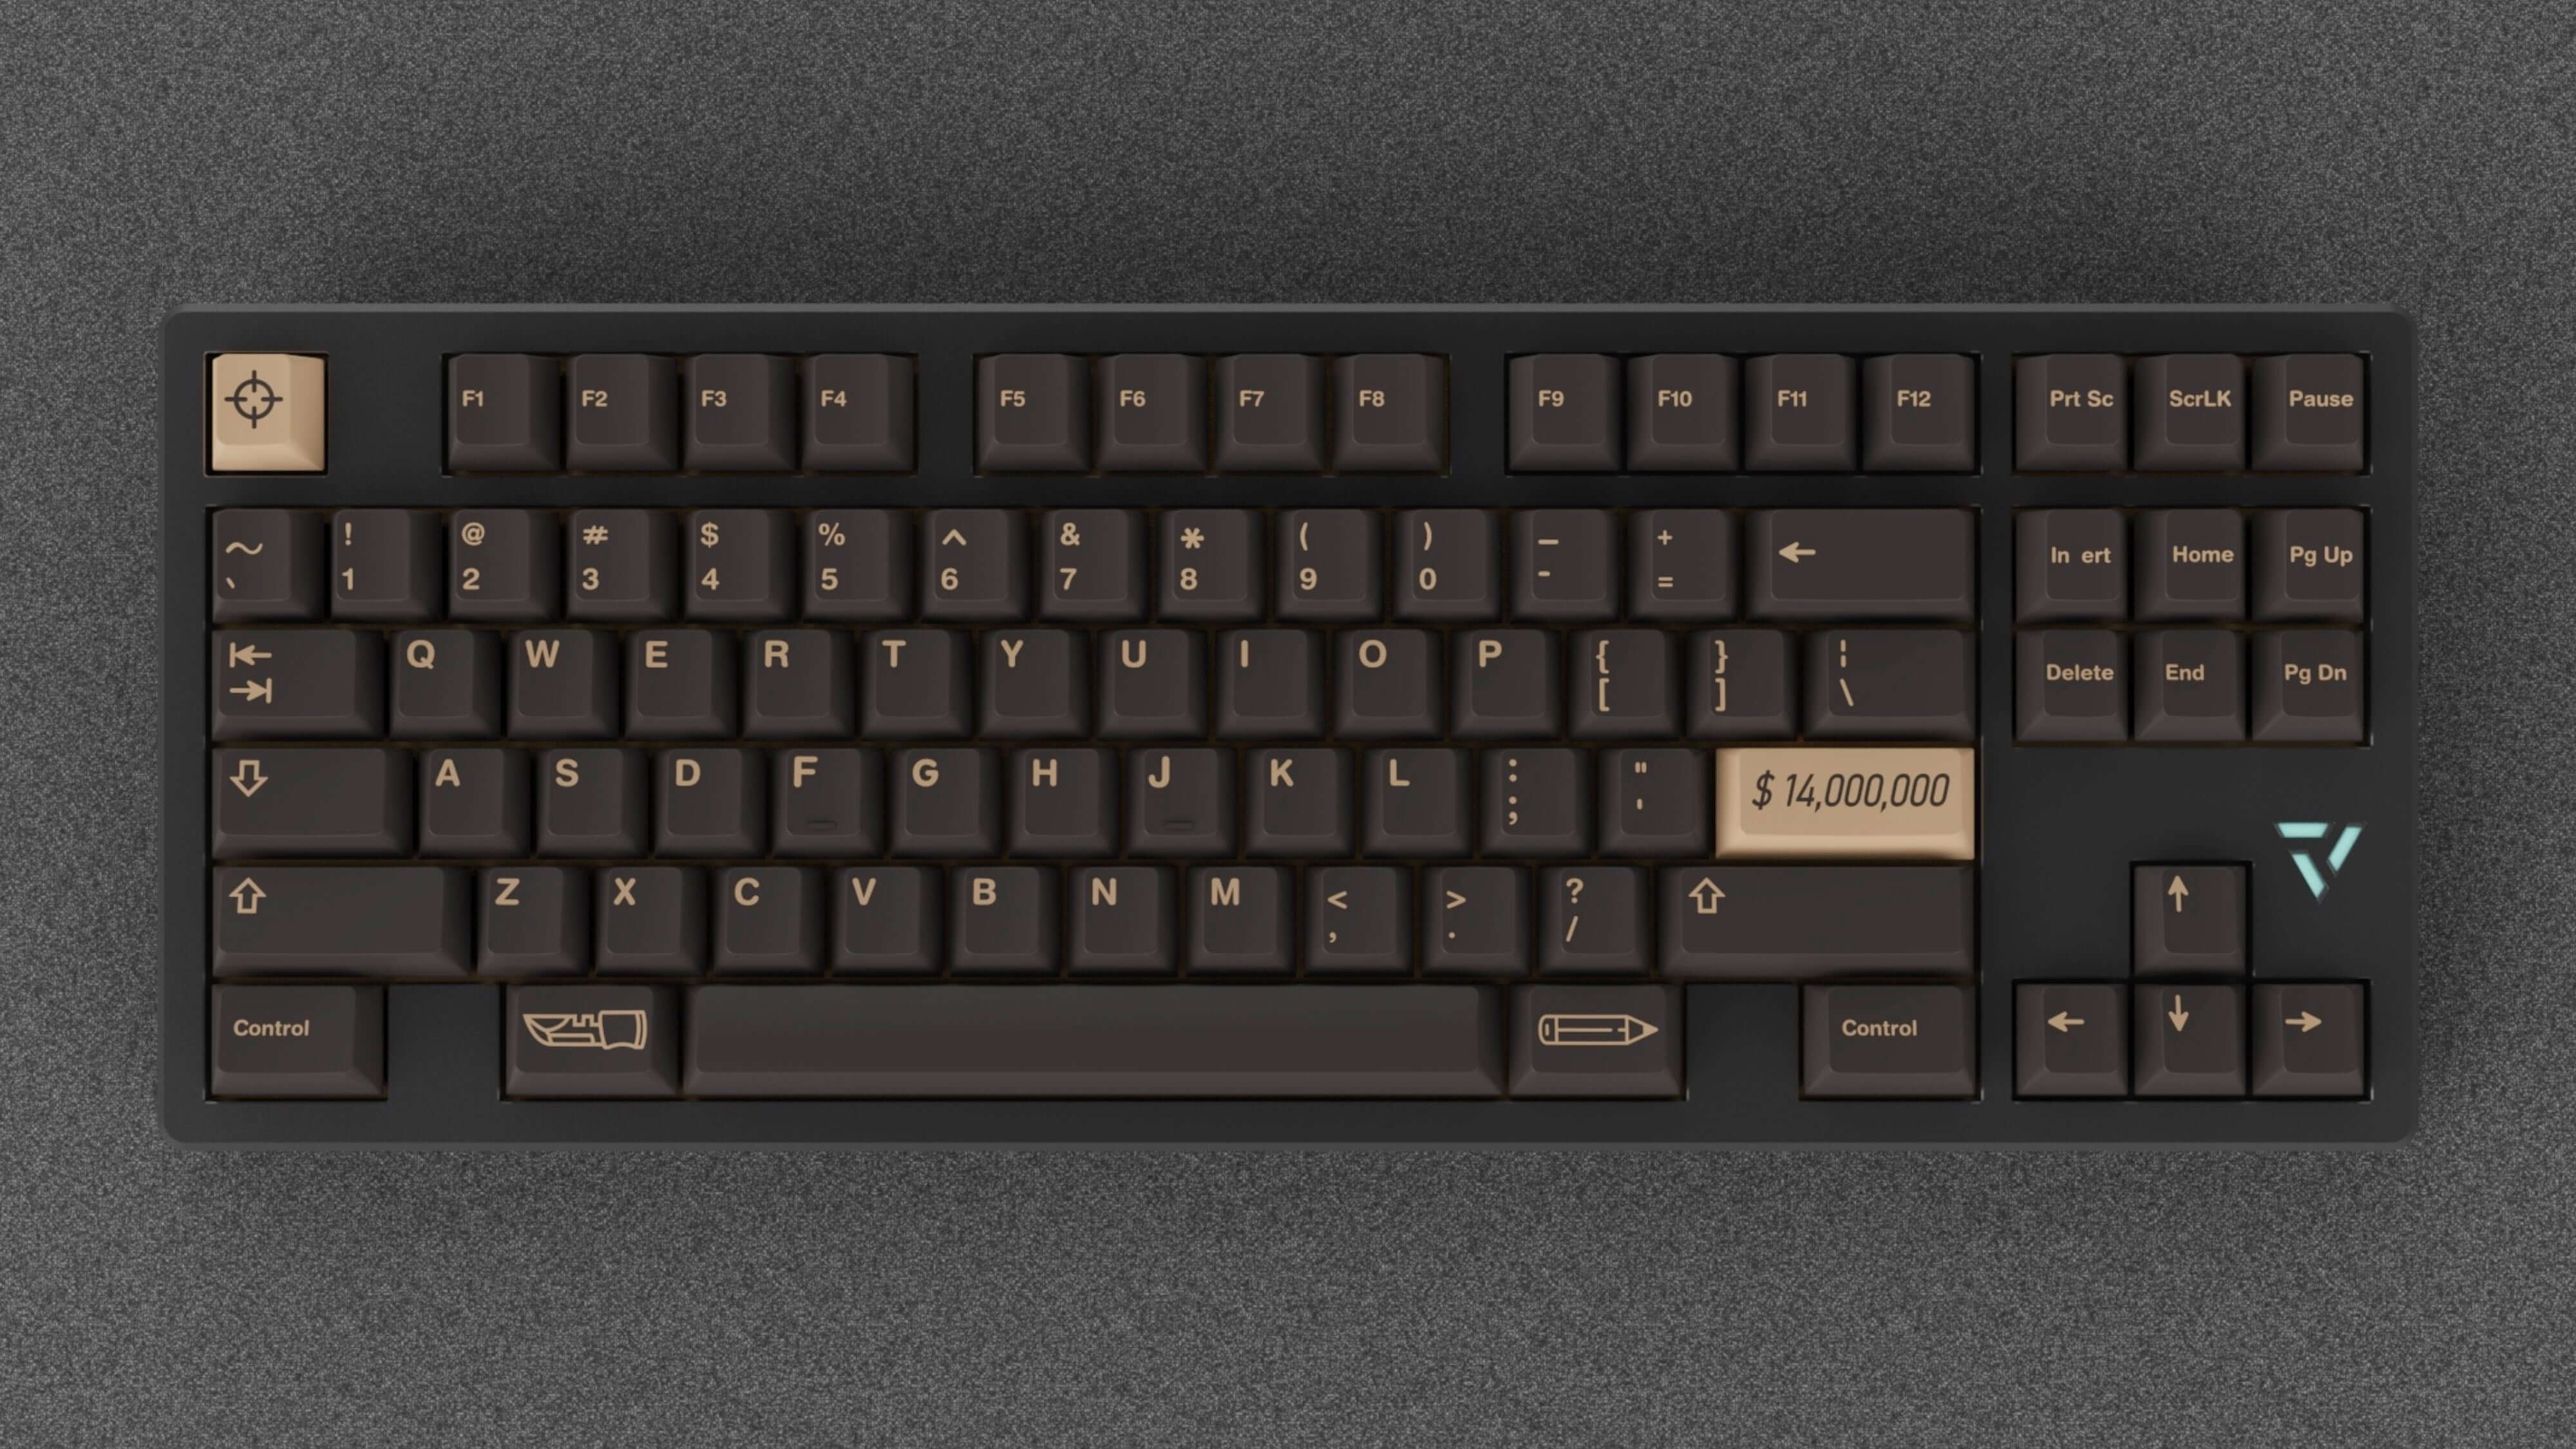 F1 F2 F3 F4 F5 F6 F7 F8 F9 F10 F11 F12 Prt Sc ScrLK Pause
~ ! @ # $ % ^ & * ( ) _ +
` 1 2 3 4 5 6 7 8 9 0 - = ← In ert Home Pg Up
Q W E R T Y U I O P { } ¦
[ ] \ Delete End Pg Dn
A S D F G H J K L : " $ 14,000,000
; '
Z X C V B N M < > ?
, . /
↑
Control Control ← ↓ →